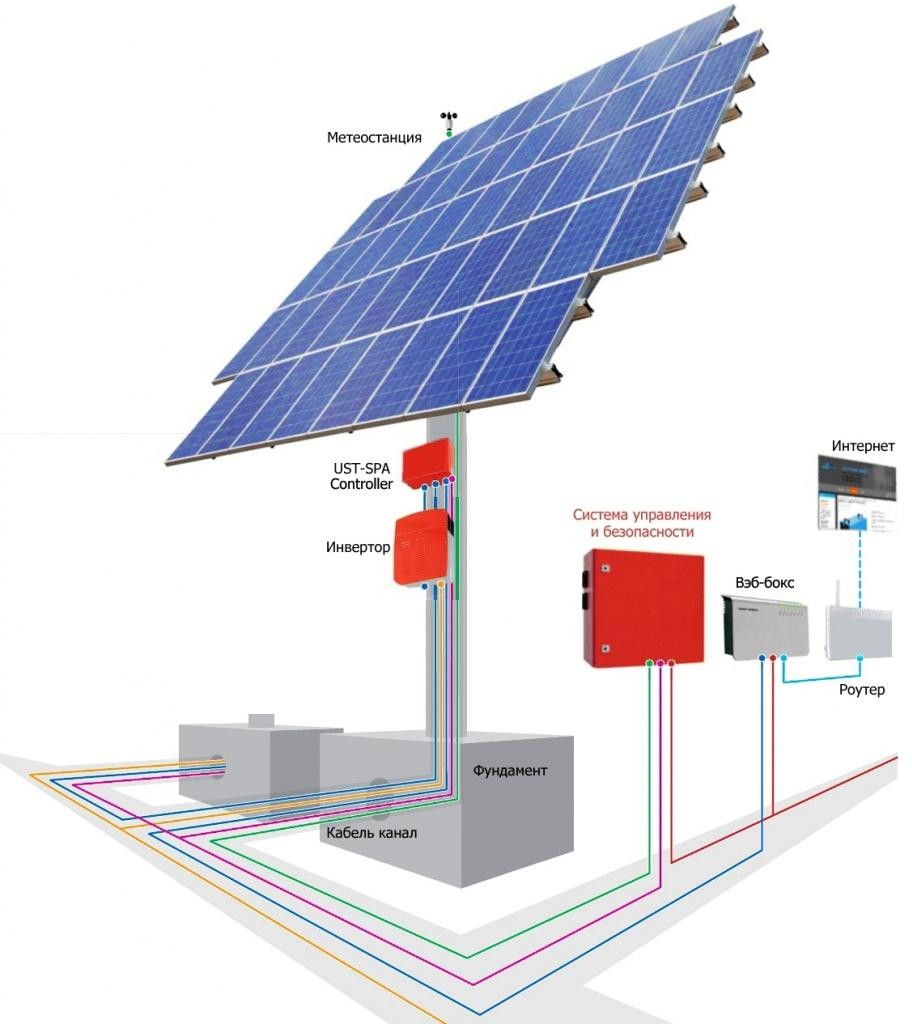 Метеостанция
UST-SPA
Controller
Инвертор
Интернет
Система управления
и безопасности
Вэб-бокс
Роутер
Фундамент
Кабель канал